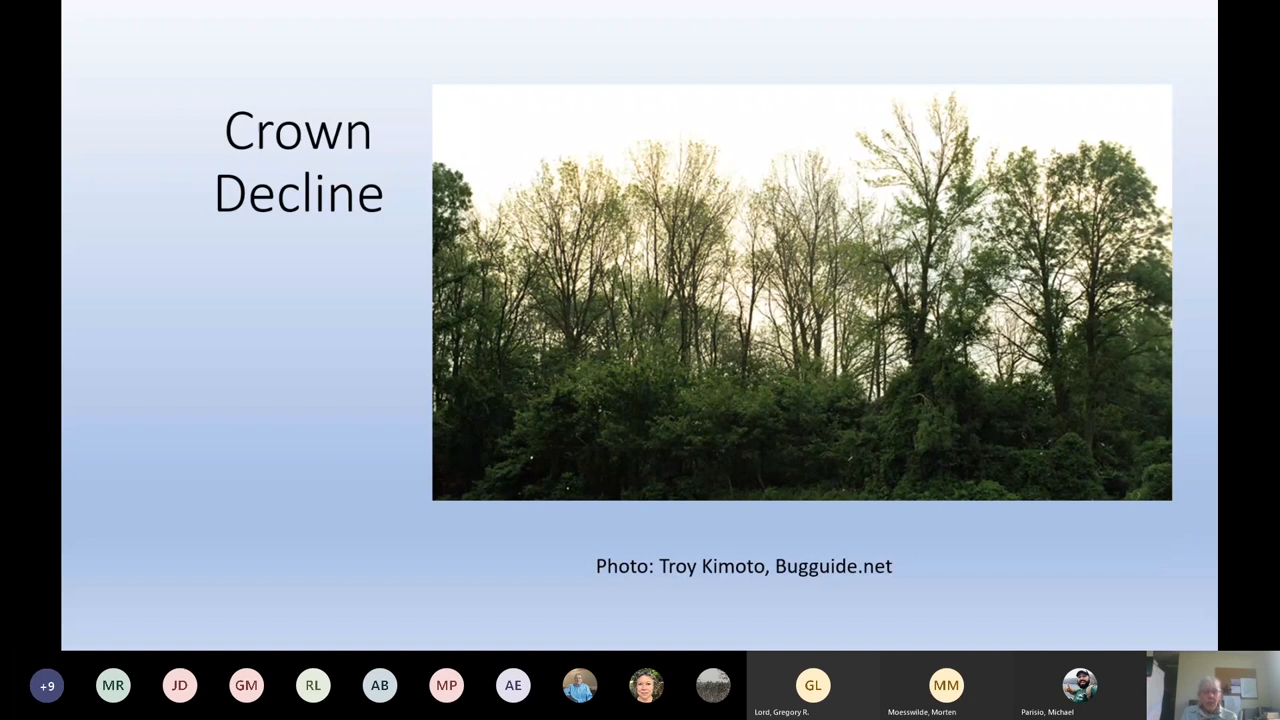 Crown
Decline
Photo: Troy Kimoto, Bugguide.net
+9
MR
JD
GM
RL
AB
MP
AE
GL
MM
Lord, Gregory R.
Moesswilde, Morten
Parisio, Michael